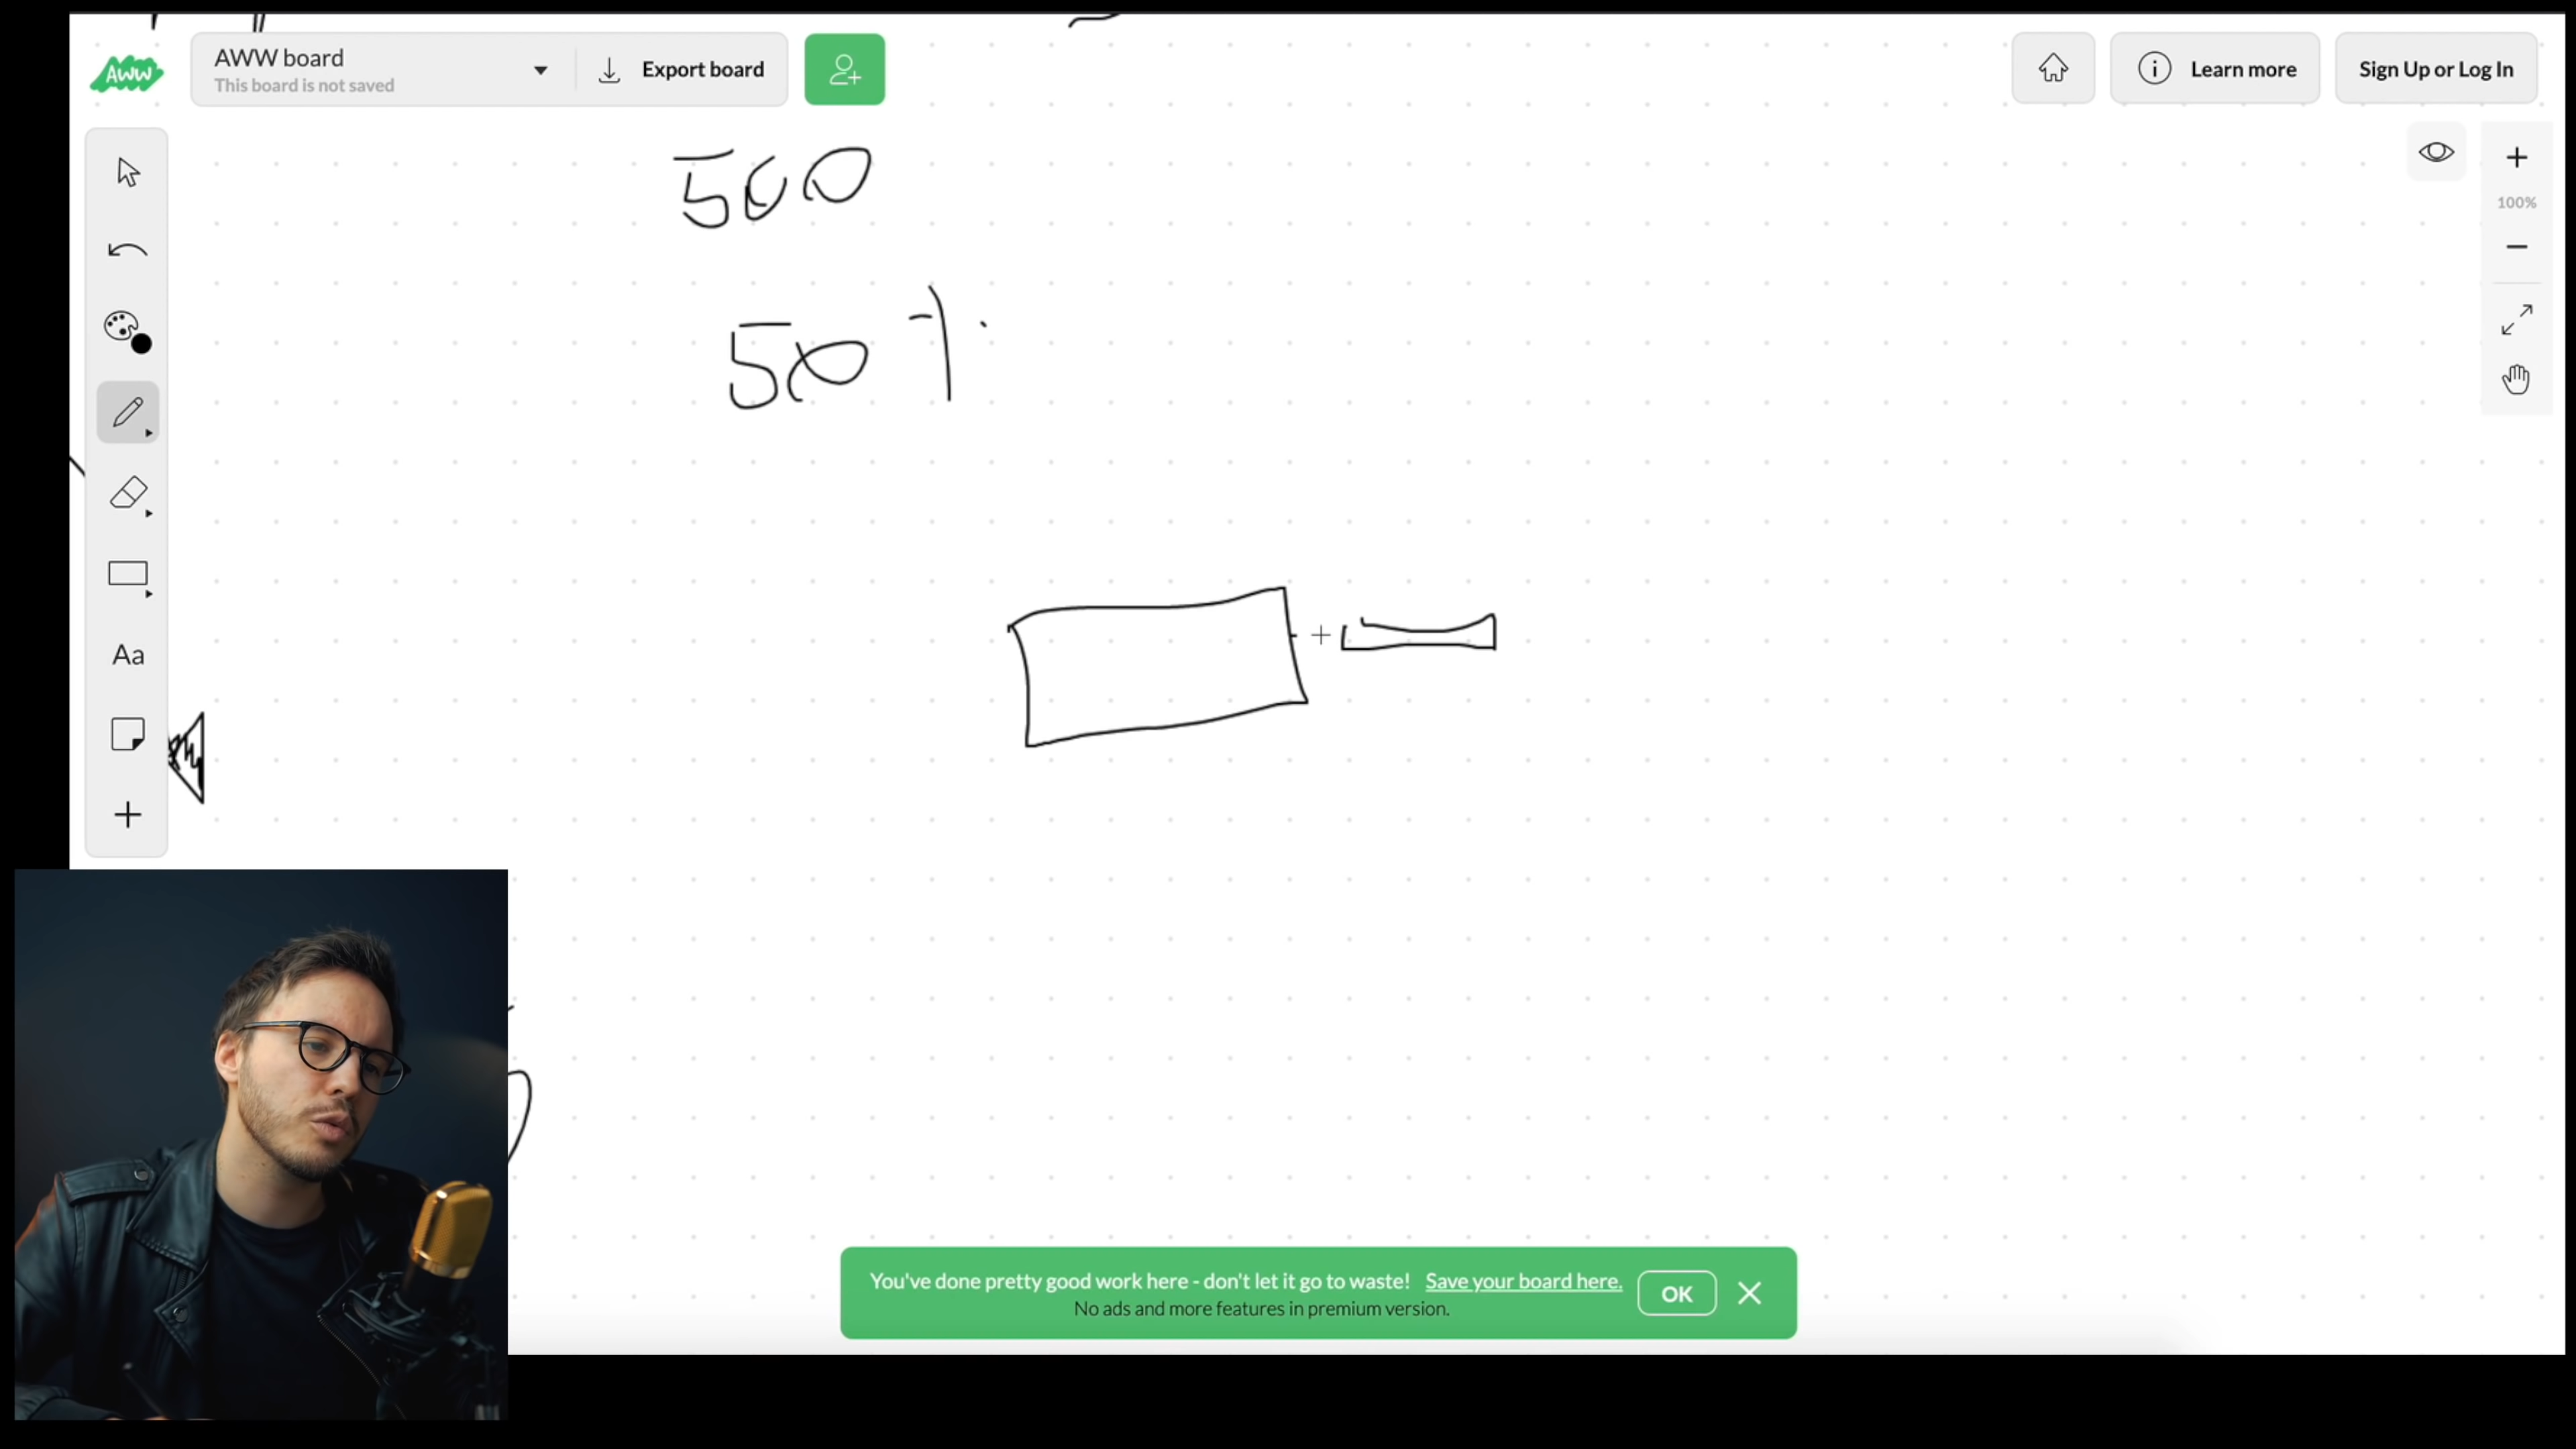 AWW
AWW board
This board is not saved
Export board
Learn more
Sign Up or Log In
100%
500
50
Aa
You've done pretty good work here - don't let it go to waste! Save your board here.
No ads and more features in premium version.
OK